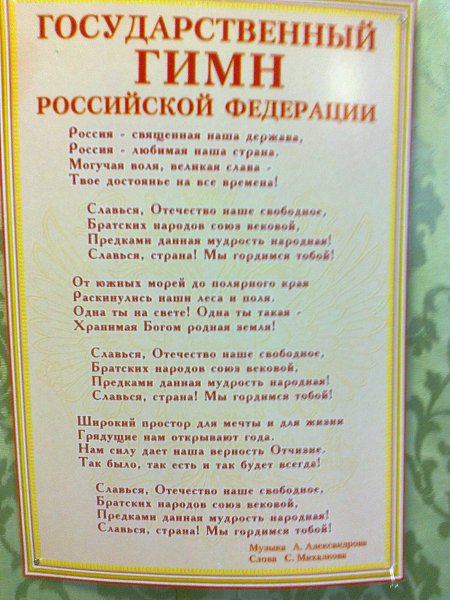 ГОСУДАРСТВЕННЫЙ
ГИМН
РОССИЙСКОЙ ФЕДЕРАЦИИ
Россия - священная наша держава,
Россия - любимая наша страна.
Могучая воля, великая слава -
Твое достоянье на все времена!
Славься, Отечество наше свободное,
Братских народов союз вековой,
Предками данная мудрость народная!
Славься, страна! Мы гордимся тобой!
От южных морей до полярного края
Раскинулись наши леса и поля.
Одна ты на свете! Одна ты такая -
Хранимая Богом родная земля!
Славься, Отечество наше свободное,
Братских народов союз вековой,
Предками данная мудрость народная!
Славься, страна! Мы гордимся тобой!
Широкий простор для мечты и для жизни
Грядущие нам открывают года.
Нам силу дает наша верность Отчизне.
Так было, так есть и так будет всегда!
Славься, Отечество наше свободное,
Братских народов союз вековой,
Предками данная мудрость народная!
Славься, страна! Мы гордимся тобой!
Музыка А. Александрова
Слова С. Михалкова